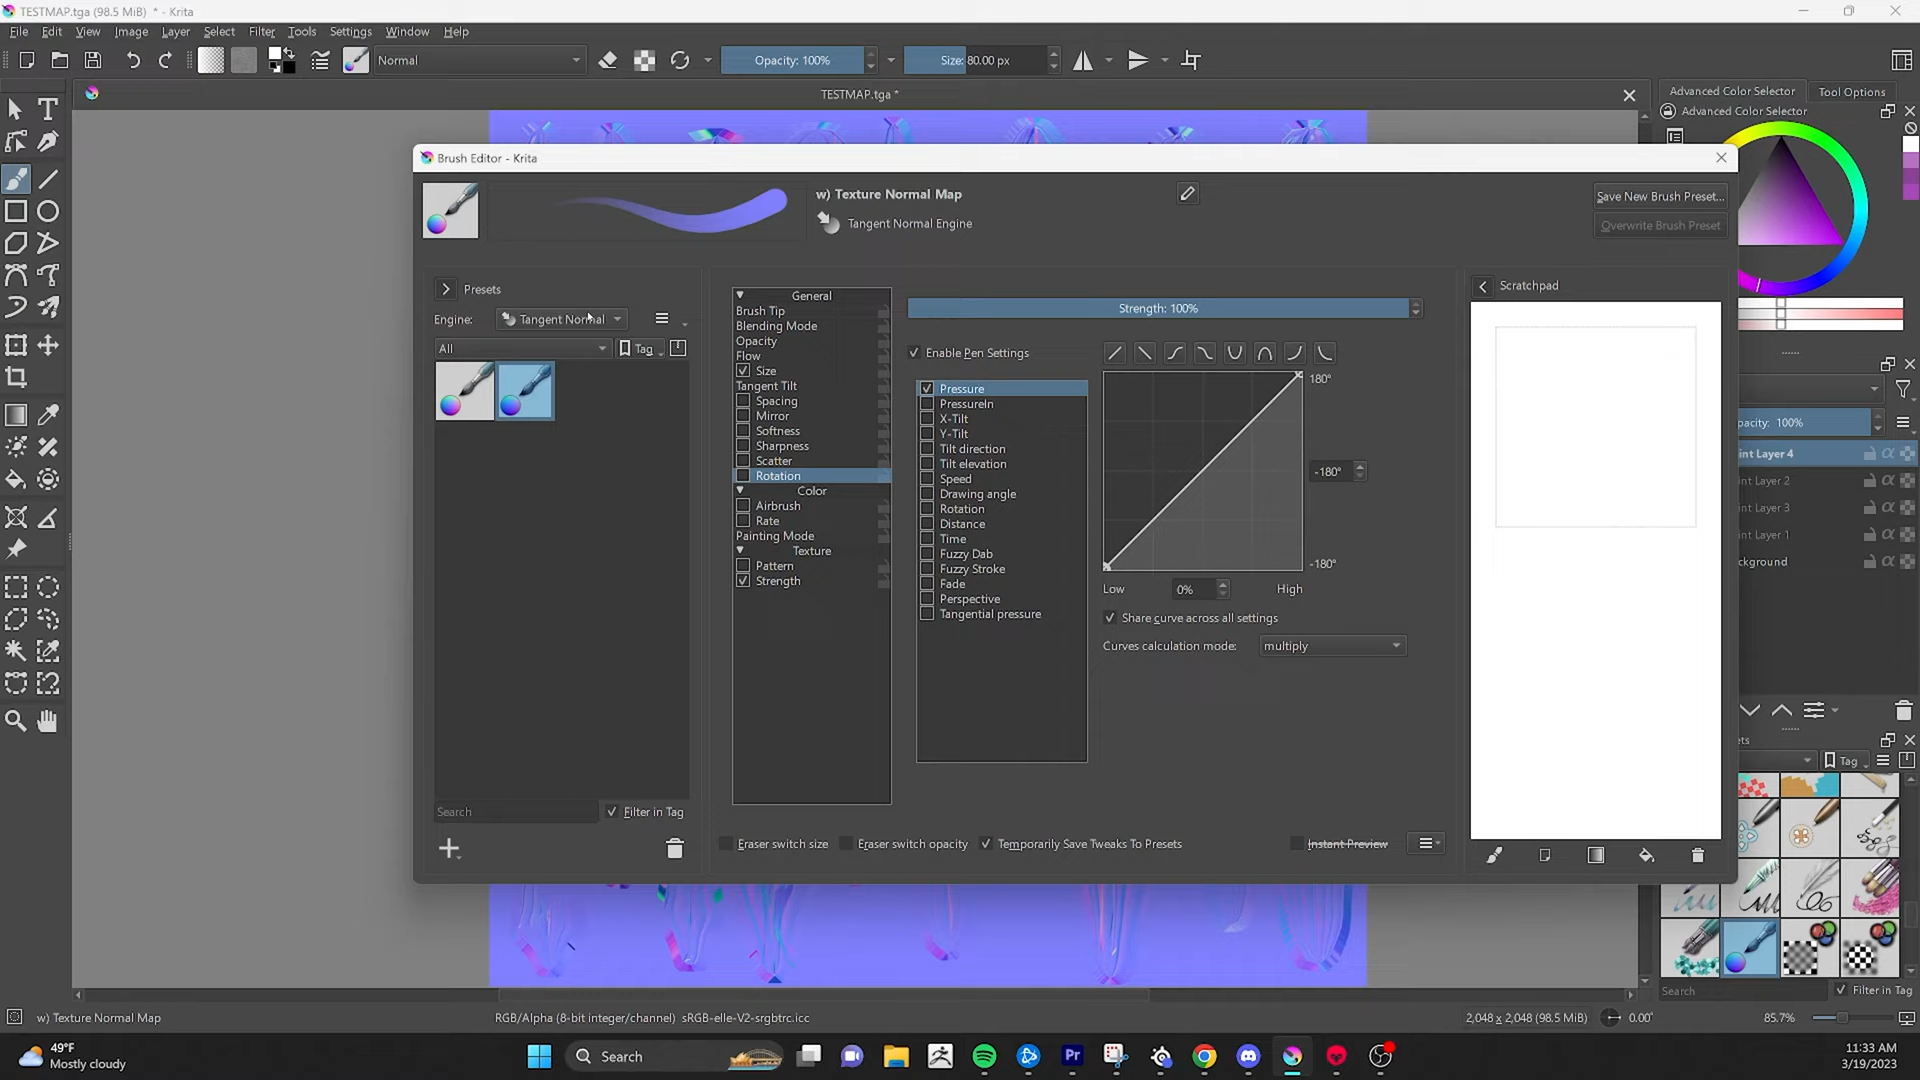 TESTMAP.tga (98.5 MiB)  * - Krita
File Edit View Image Layer Select Filter Tools Settings Window Help
Normal
Opacity: 100%
Size: 80.00 px
TESTMAP.tga *
Advanced Color Selector
Tool Options
Advanced Color Selector
Brush Editor - Krita
w) Texture Normal Map
Tangent Normal Engine
Save New Brush Preset...
Overwrite Brush Preset
Presets
Engine:
Tangent Normal
All
Tag
Search
Filter in Tag
General
Brush Tip
Blending Mode
Opacity
Flow
Size
Tangent Tilt
Spacing
Mirror
Softness
Sharpness
Scatter
Rotation
Color
Airbrush
Rate
Painting Mode
Texture
Pattern
Strength
Strength: 100%
Enable Pen Settings
Pressure
PressureIn
X-Tilt
Y-Tilt
Tilt direction
Tilt elevation
Speed
Drawing angle
Rotation
Distance
Time
Fuzzy Dab
Fuzzy Stroke
Fade
Perspective
Tangential pressure
180°
-180°
-180°
Low
0%
High
Share curve across all settings
Curves calculation mode:
multiply
Eraser switch size
Eraser switch opacity
Temporarily Save Tweaks To Presets
Instant Preview
Scratchpad
pacity: 100%
int Layer 4
int Layer 2
int Layer 3
int Layer 1
ckground
ets
Tag
Search
Filter in Tag
w) Texture Normal Map
RGB/Alpha (8-bit integer/channel) sRGB-elle-V2-srgbtrc.icc
2,048 x 2,048 (98.5 MiB)
0.00°
85.7%
49°F
Mostly cloudy
Search
Pr
11:33 AM
3/19/2023